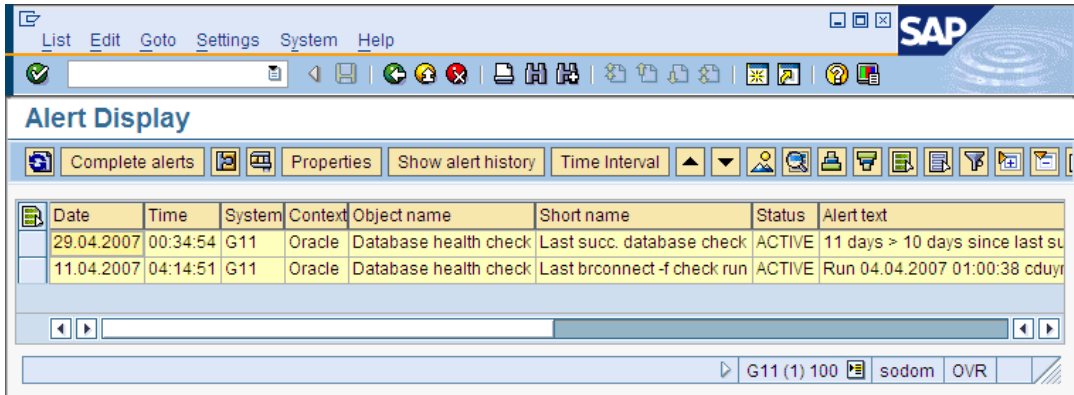 SAP
List Edit Goto Settings System Help
Alert Display
Complete alerts Properties Show alert history Time Interval
Date Time System Context Object name Short name Status Alert text
29.04.2007 00:34:54 G11 Oracle Database health check Last succ. database check ACTIVE 11 days > 10 days since last su
11.04.2007 04:14:51 G11 Oracle Database health check Last brconnect -f check run ACTIVE Run 04.04.2007 01:00:38 cduyr
G11 (1) 100 sodom OVR